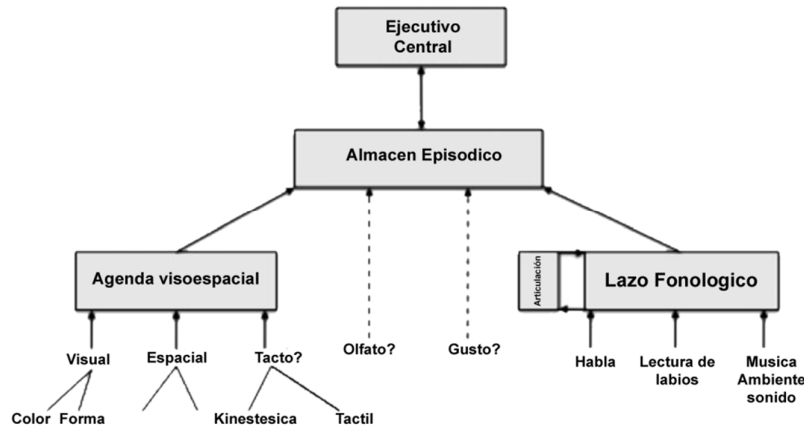 Ejecutivo
Central
Almacen Episodico
Agenda visoespacial
Articulación
Lazo Fonologico
Visual
Espacial
Tacto?
Olfato?
Gusto?
Habla
Lectura de
labios
Musica
Ambiente
sonido
Color
Forma
Kinestesica
Tactil